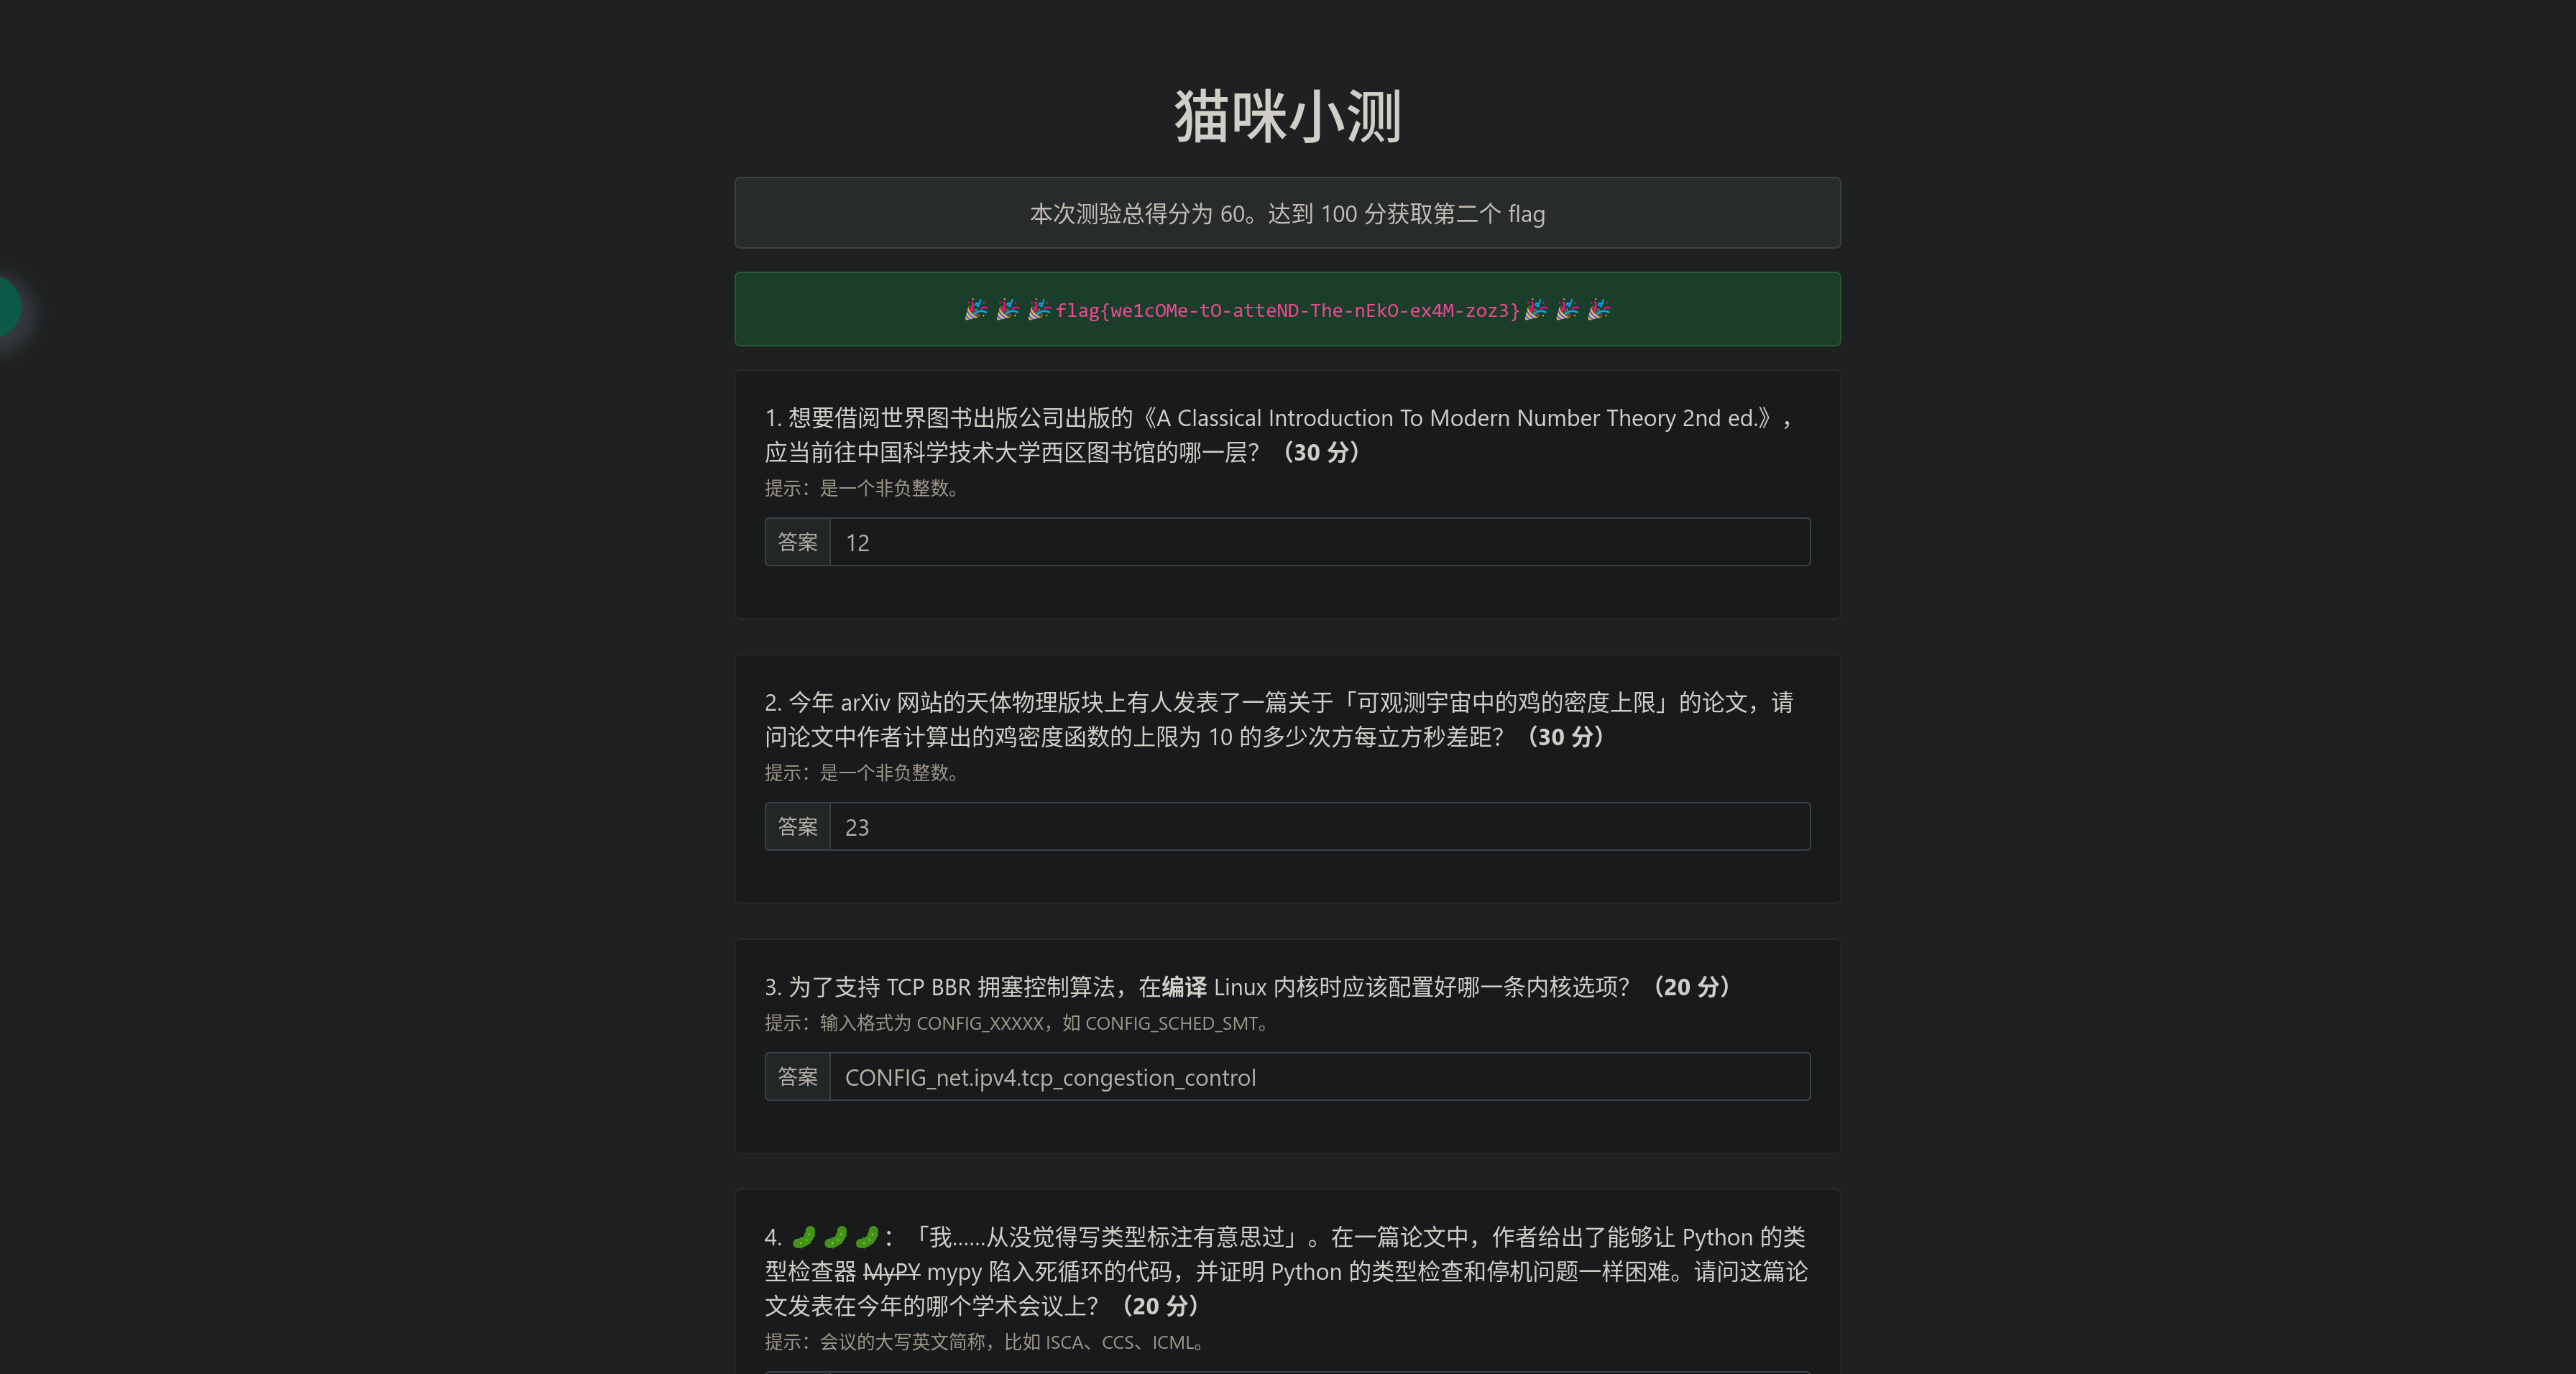 猫咪小测
本次测验总得分为 60。达到 100 分获取第二个 flag
🎉🎉🎉flag{we1cOMe-tO-atteND-The-nEkO-ex4M-zoz3}🎉🎉🎉
1. 想要借阅世界图书出版公司出版的《A Classical Introduction To Modern Number Theory 2nd ed.》，
应当前往中国科学技术大学西区图书馆的哪一层？（30 分）
提示：是一个非负整数。
答案 12
2. 今年 arXiv 网站的天体物理版块上有人发表了一篇关于「可观测宇宙中的鸡的密度上限」的论文，请
问论文中作者计算出的鸡密度函数的上限为 10 的多少次方每立方秒差距？（30 分）
提示：是一个非负整数。
答案 23
3. 为了支持 TCP BBR 拥塞控制算法，在编译 Linux 内核时应该配置好哪一条内核选项？（20 分）
提示：输入格式为 CONFIG_XXXXX，如 CONFIG_SCHED_SMT。
答案 CONFIG_net.ipv4.tcp_congestion_control
4. 🥒🥒🥒：「我……从没觉得写类型标注有意思过」。在一篇论文中，作者给出了能够让 Python 的类
型检查器 MyPY mypy 陷入死循环的代码，并证明 Python 的类型检查和停机问题一样困难。请问这篇论
文发表在今年的哪个学术会议上？（20 分）
提示：会议的大写英文简称，比如 ISCA、CCS、ICML。